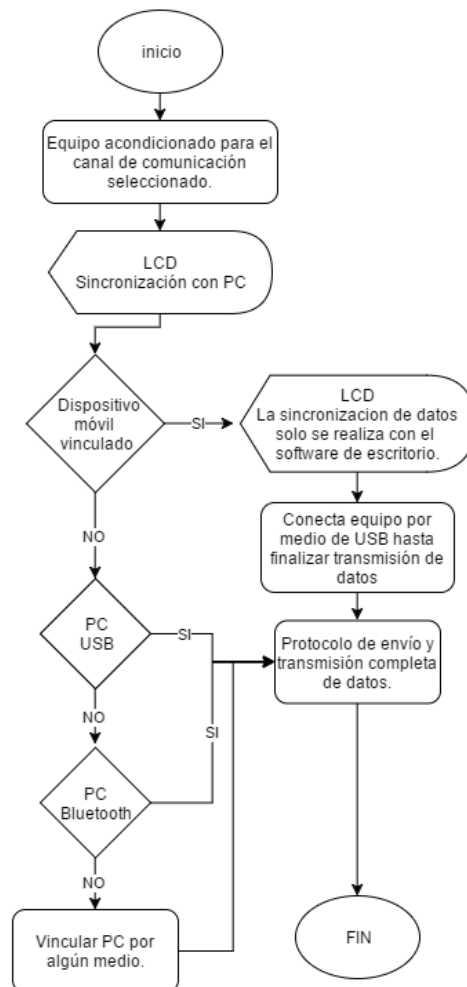 inicio
Equipo acondicionado para el
canal de comunicación
seleccionado.
LCD
Sincronización con PC
Dispositivo
móvil
vinculado
SI
LCD
La sincronizacion de datos
solo se realiza con el
software de escritorio.
NO
Conecta equipo por
medio de USB hasta
finalizar transmisión de
datos
PC
USB
SI
Protocolo de envío y
transmisión completa
de datos.
NO
SI
PC
Bluetooth
NO
Vincular PC por
algún medio.
FIN